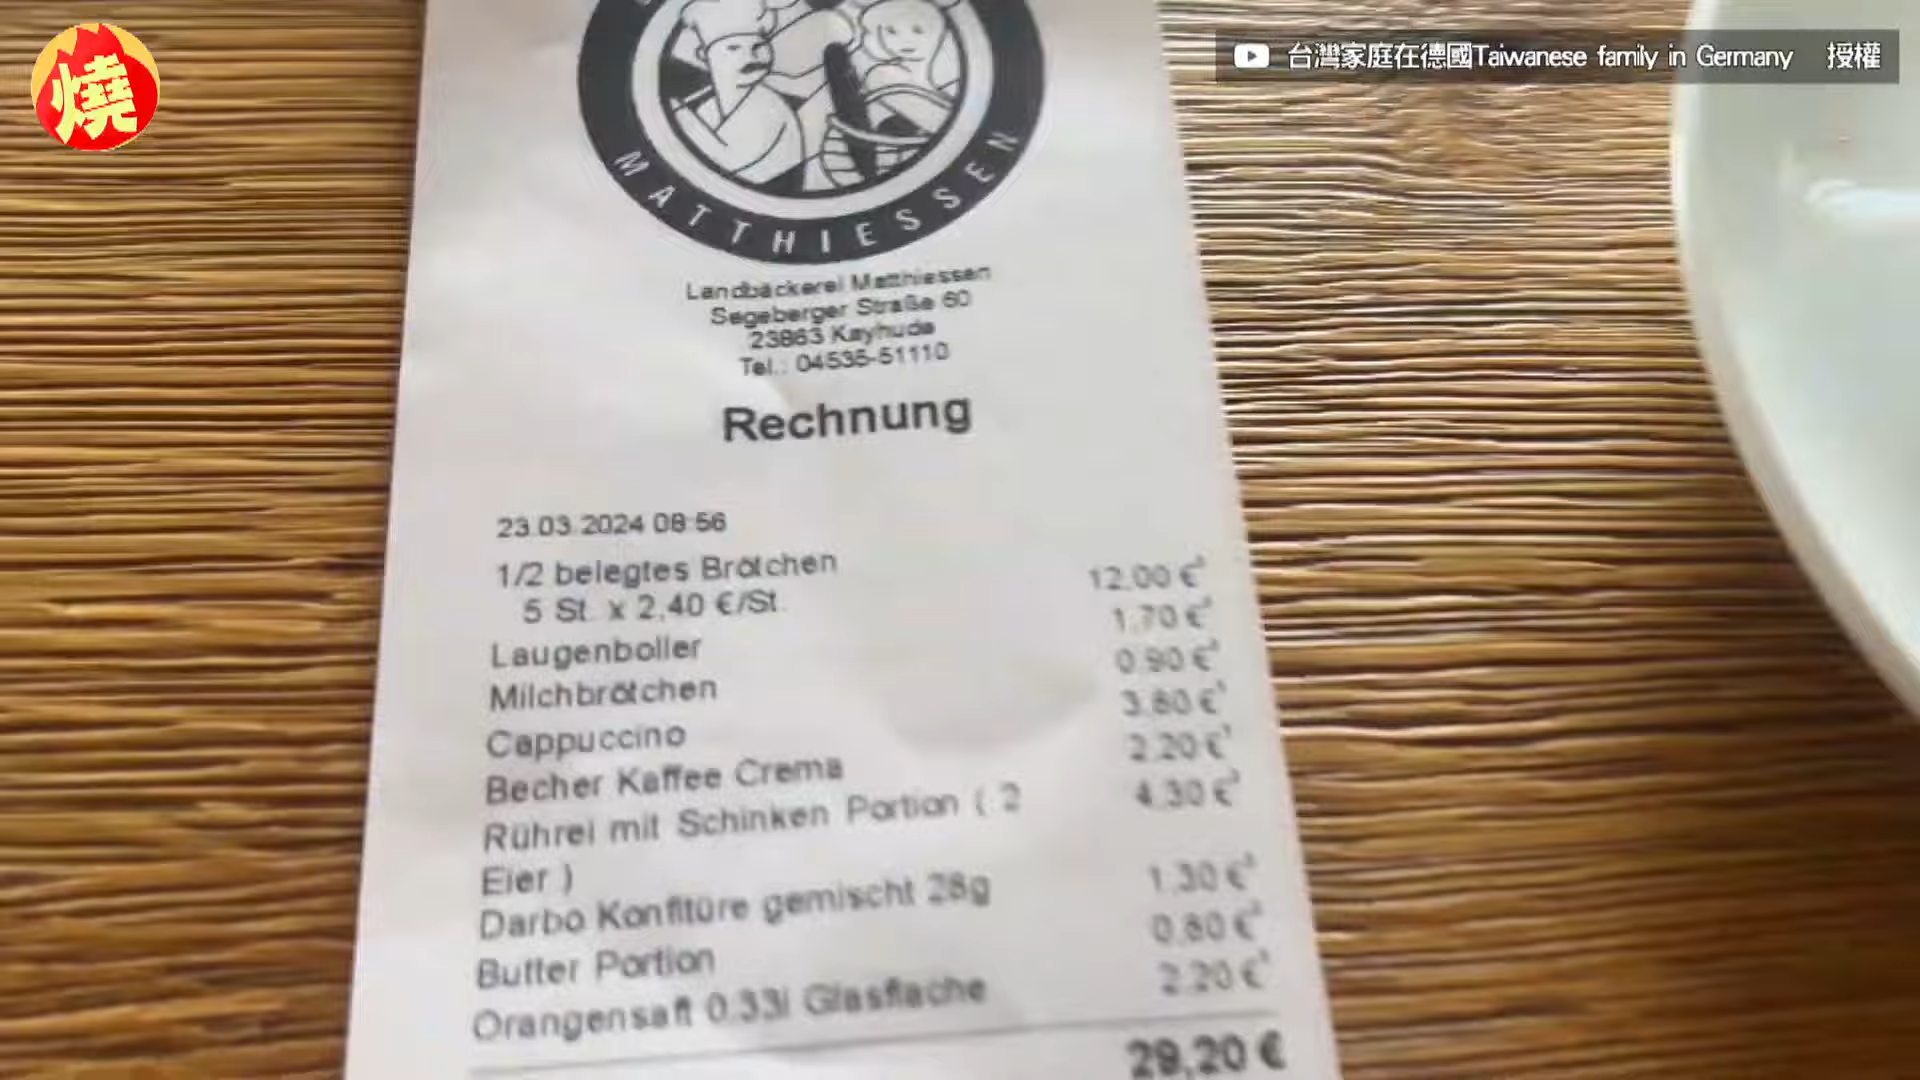 燒
台灣家庭在德國Taiwanese family in Germany 授權
MATTHIESSEN
Landbäckerei Matthiessen
Segeberger Straße 60
23863 Kayhude
Tel.: 04535-51110
Rechnung
23.03.2024 08:56
1/2 belegtes Brötchen
5 St. x 2,40 €/St. 12,00 €
Laugenboller 1,70 €
Milchbrötchen 0,90 €
Cappuccino 3,80 €
Becher Kaffee Crema 2,20 €
Rührei mit Schinken Portion ( 2 4,30 €
Eier )
Darbo Konfitüre gemischt 28g 1,30 €
Butter Portion 0,80 €
Orangensaft 0,33l Glasflache 2,20 €
29,20 €